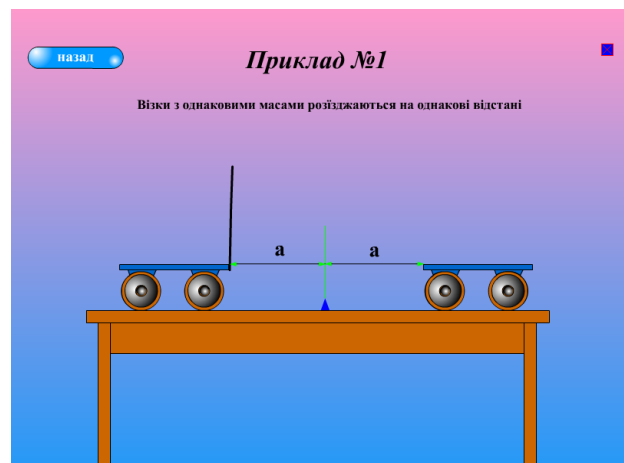 назад
Приклад №1
Візки з однаковими масами розїзджаються на однакові відстані
а а